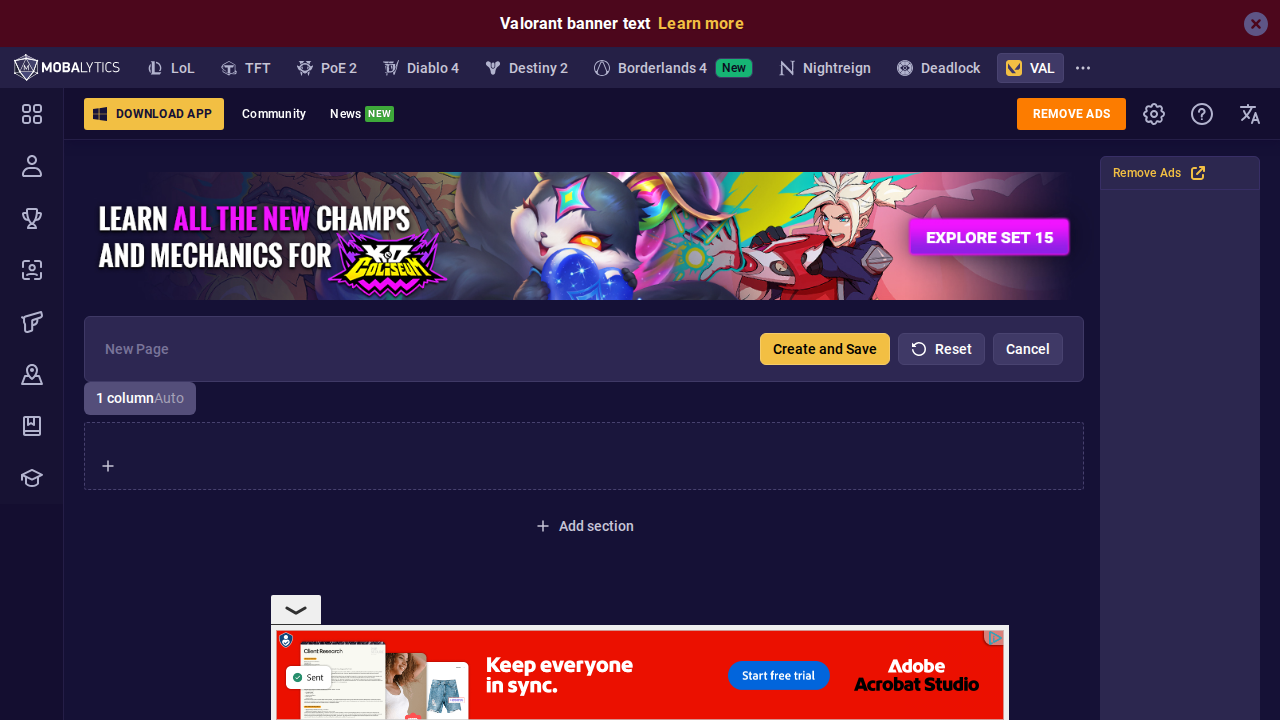 Valorant banner text Learn more
MOBALYTICS
LoL
TFT
PoE 2
Diablo 4
Destiny 2
Borderlands 4 New
Nightreign
Deadlock
VAL
DOWNLOAD APP
Community
News NEW
REMOVE ADS
Remove Ads
LEARN ALL THE NEW CHAMPS
AND MECHANICS FOR
COLISEUM
EXPLORE SET 15
New Page
Create and Save
Reset
Cancel
1 column Auto
Add section
Client Research
Sent
Keep everyone
in sync.
Start free trial
Adobe
Acrobat Studio